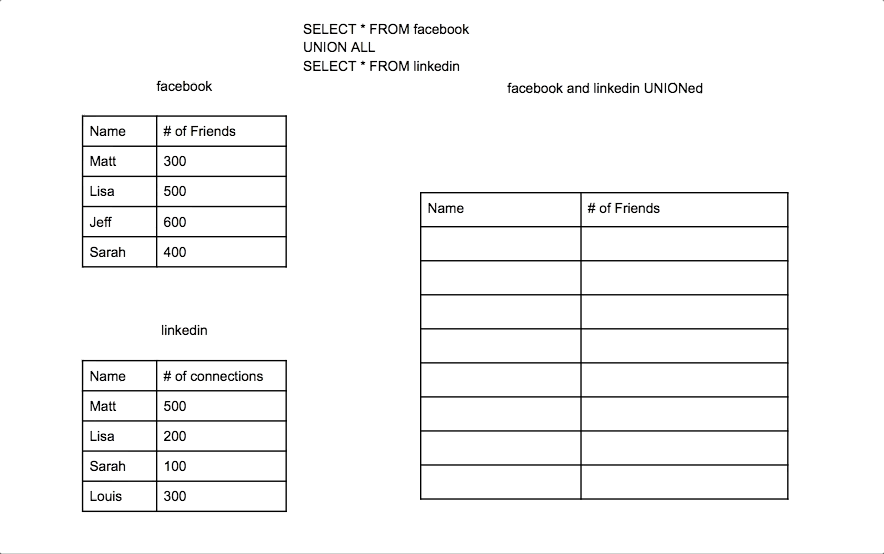 SELECT * FROM facebook
UNION ALL
SELECT * FROM linkedin
facebook
Name # of Friends
Matt 300
Lisa 500
Jeff 600
Sarah 400
linkedin
Name # of connections
Matt 500
Lisa 200
Sarah 100
Louis 300
facebook and linkedin UNIONed
Name # of Friends